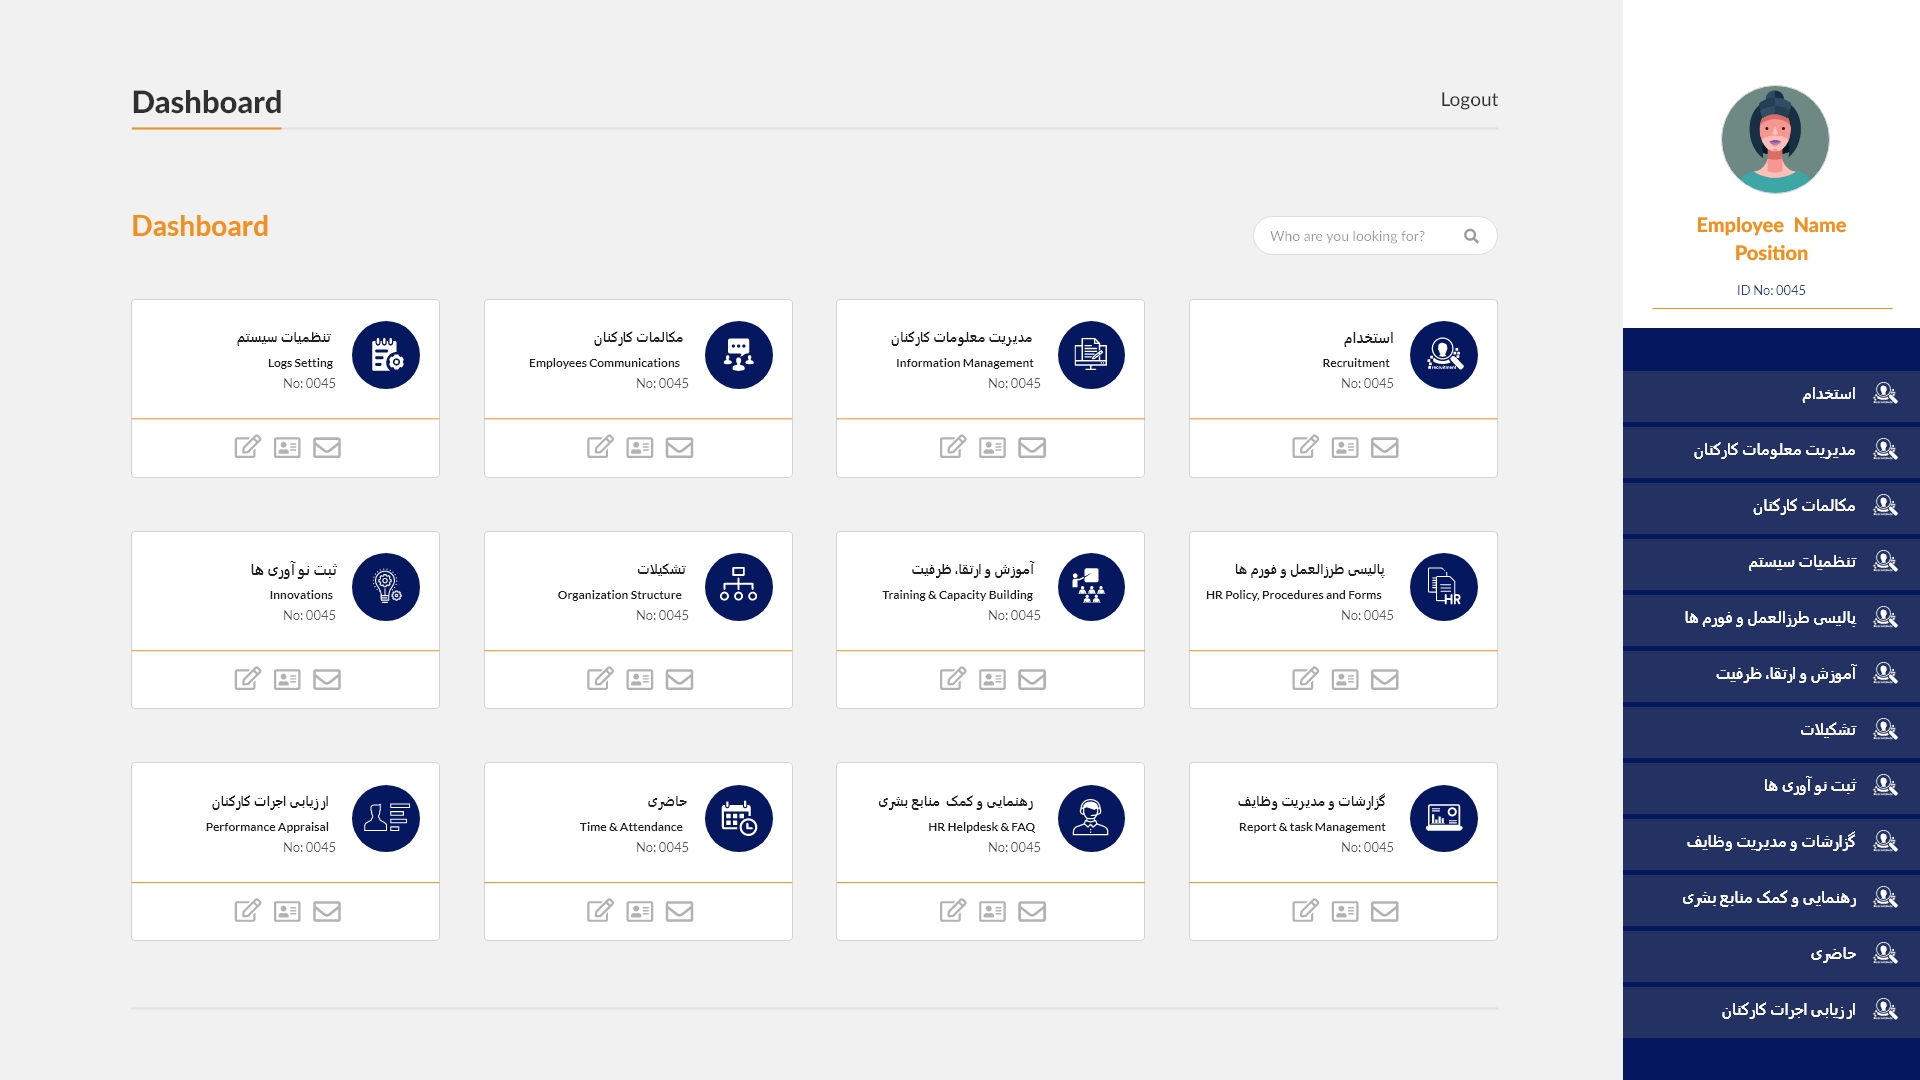 Dashboard
Logout
Dashboard
Who are you looking for?
استخدام
Recruitment
No: 0045
مدیریت معلومات کارکنان
Information Management
No: 0045
مکالمات کارکنان
Employees Communications
No: 0045
تنظمیات سیستم
Logs Setting
No: 0045
پالیسی طرزالعمل و فورم ها
HR Policy, Procedures and Forms
No: 0045
HR
آموزش و ارتقاء ظرفیت
Training & Capacity Building
No: 0045
تشکیلات
Organization Structure
No: 0045
ثبت نو آوری ها
Innovations
No: 0045
گزارشات و مدیریت وظایف
Report & task Management
No: 0045
رهنمایی و کمک منابع بشری
HR Helpdesk & FAQ
No: 0045
حاضری
Time & Attendance
No: 0045
ارزیابی اجرات کارکنان
Performance Appraisal
No: 0045
Employee Name
Position
ID No: 0045
استخدام
مدیریت معلومات کارکنان
مکالمات کارکنان
تنظمیات سیستم
پالیسی طرزالعمل و فورم ها
آموزش و ارتقاء ظرفیت
تشکیلات
ثبت نو آوری ها
گزارشات و مدیریت وظایف
رهنمایی و کمک منابع بشری
حاضری
ارزیابی اجرات کارکنان